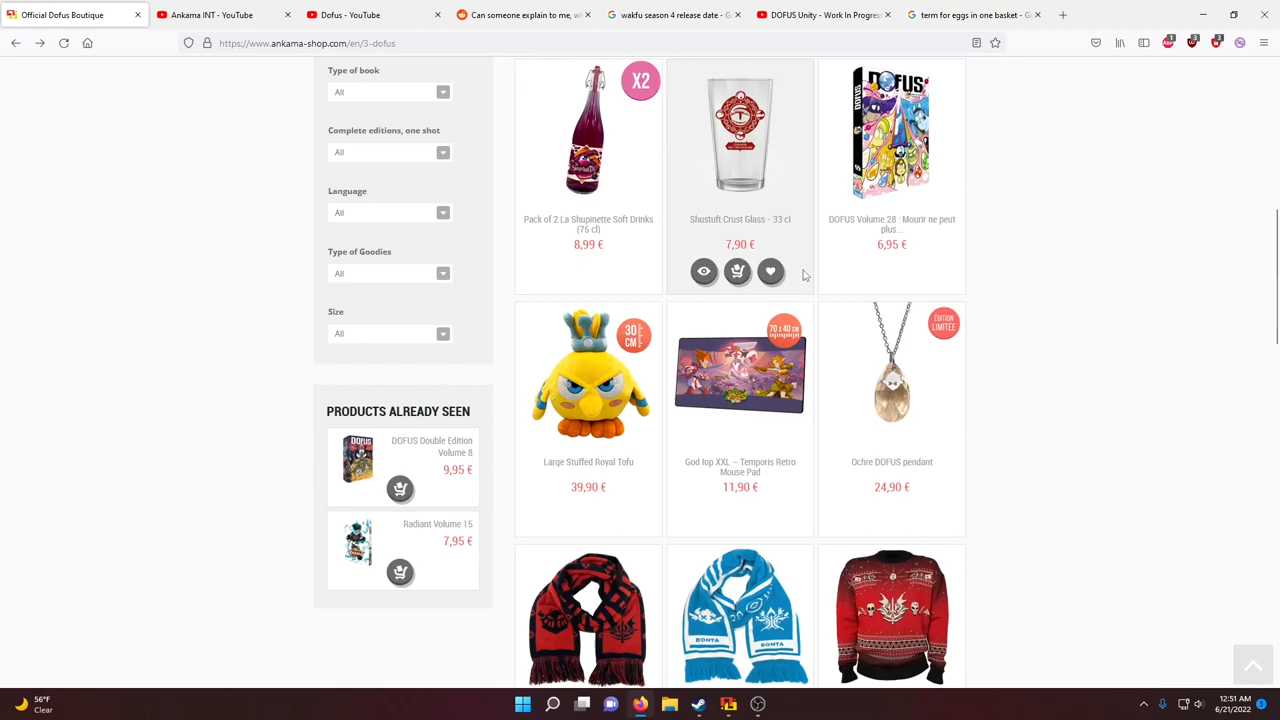 Official Dofus Boutique
Ankama INT - YouTube
Dofus - YouTube
Can someone explain to me, w
wakfu season 4 release date - G
DOFUS Unity - Work In Progress
term for eggs in one basket - G
https://www.ankama-shop.com/en/3-dofus
Type of book
All
Complete editions, one shot
All
Language
All
Type of Goodies
All
Size
All
PRODUCTS ALREADY SEEN
DOFUS
DOFUS Double Edition
Volume 8
9,95 €
Radiant Volume 15
7,95 €
X2
Pack of 2 La Shupinette Soft Drinks
(75 cl)
8,99 €
Shustuft Crust Glass - 33 cl
7,90 €
DOFUS
DOFUS
DOFUS Volume 28 : Mourir ne peut
plus...
6,95 €
30
CM
Large Stuffed Royal Tofu
39,90 €
70 x 40 CM
God Iop XXL – Temporis Retro
Mouse Pad
11,90 €
ÉDITION
LIMITÉE
Ochre DOFUS pendant
24,90 €
BONTA
BONTA
56°F
Clear
12:51 AM
6/21/2022